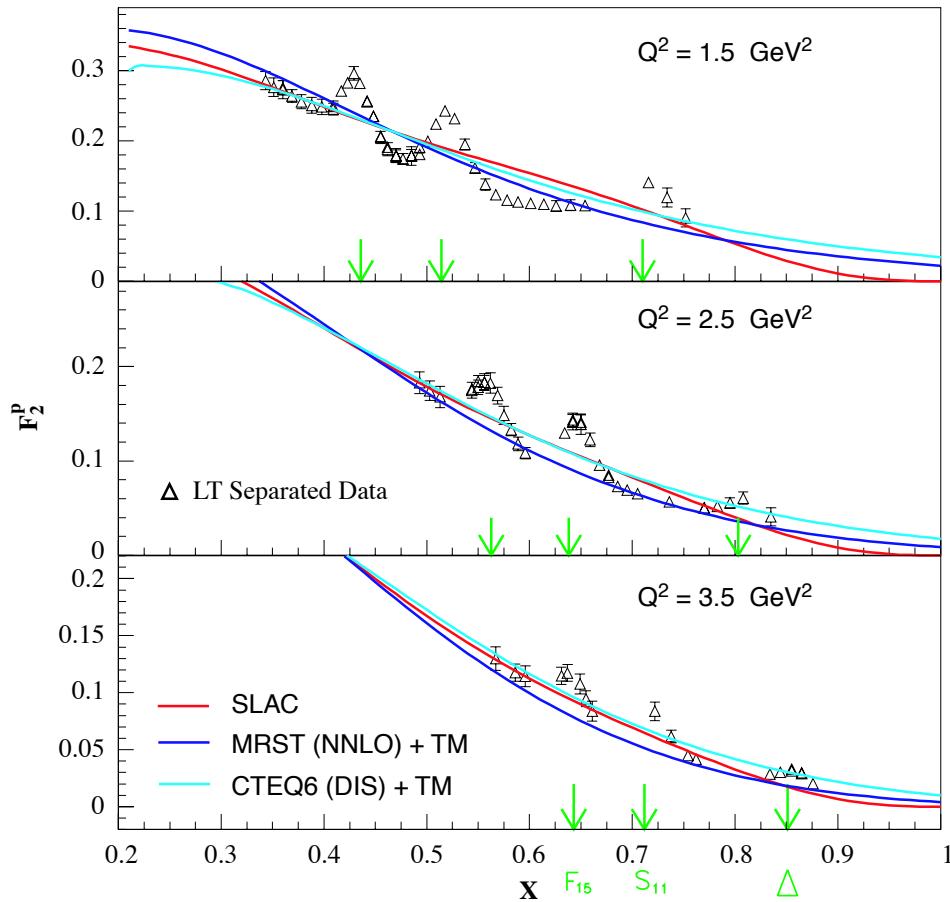 Q² = 1.5 GeV²
0.3
0.2
0.1
0
Q² = 2.5 GeV²
0.2
F₂ᵖ
0.1
LT Separated Data
0
Q² = 3.5 GeV²
0.2
0.15
0.1
SLAC
0.05
MRST (NNLO) + TM
CTEQ6 (DIS) + TM
0
0.2 0.3 0.4 0.5 0.6 0.7 0.8 0.9 1
X
F₁₅ S₁₁ Δ